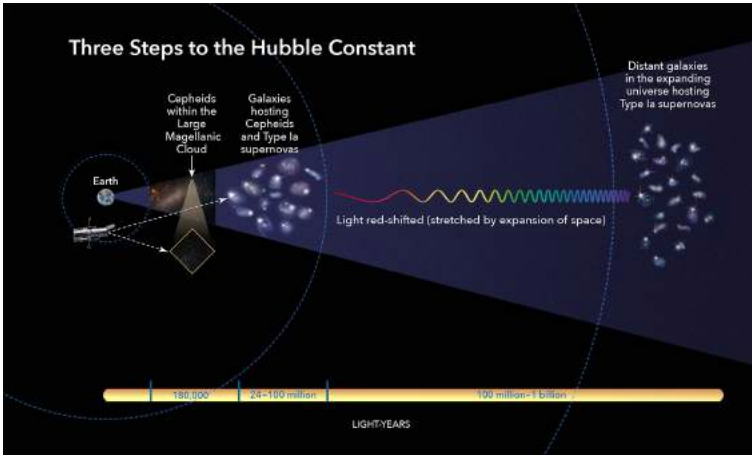 Three Steps to the Hubble Constant
Cepheids
within the
Large
Magellanic
Cloud
Galaxies
hosting
Cepheids
and Type Ia
supernovas
Distant galaxies
in the expanding
universe hosting
Type Ia supernovas
Earth
Light red-shifted (stretched by expansion of space)
180,000
24–100 million
100 million–1 billion
LIGHT-YEARS